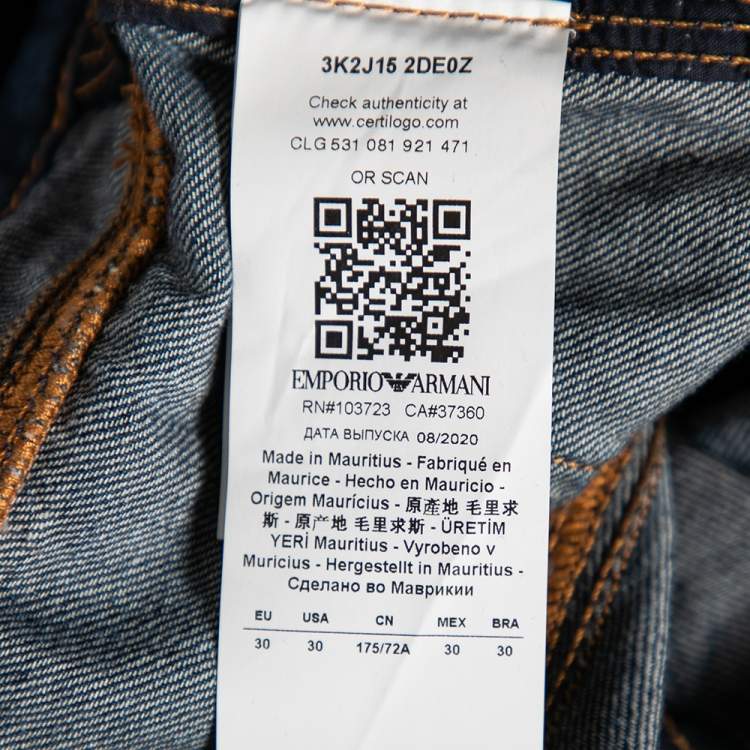 3K2J15 2DE0Z
Check authenticity at
www.certilogo.com
CLG 531 081 921 471
OR SCAN
EMPORIO ARMANI
RN#103723 CA#37360
ДАТА ВЫПУСКА 08/2020
Made in Mauritius - Fabriqué en
Maurice - Hecho en Mauricio -
Origem Maurícius - 原產地 毛里求
斯 - 原产地 毛里求斯 - ÜRETİM
YERİ Mauritius - Vyrobeno v
Muricius - Hergestellt in Mauritius -
Сделано во Маврикии
EU USA CN MEX BRA
30 30 175/72A 30 30